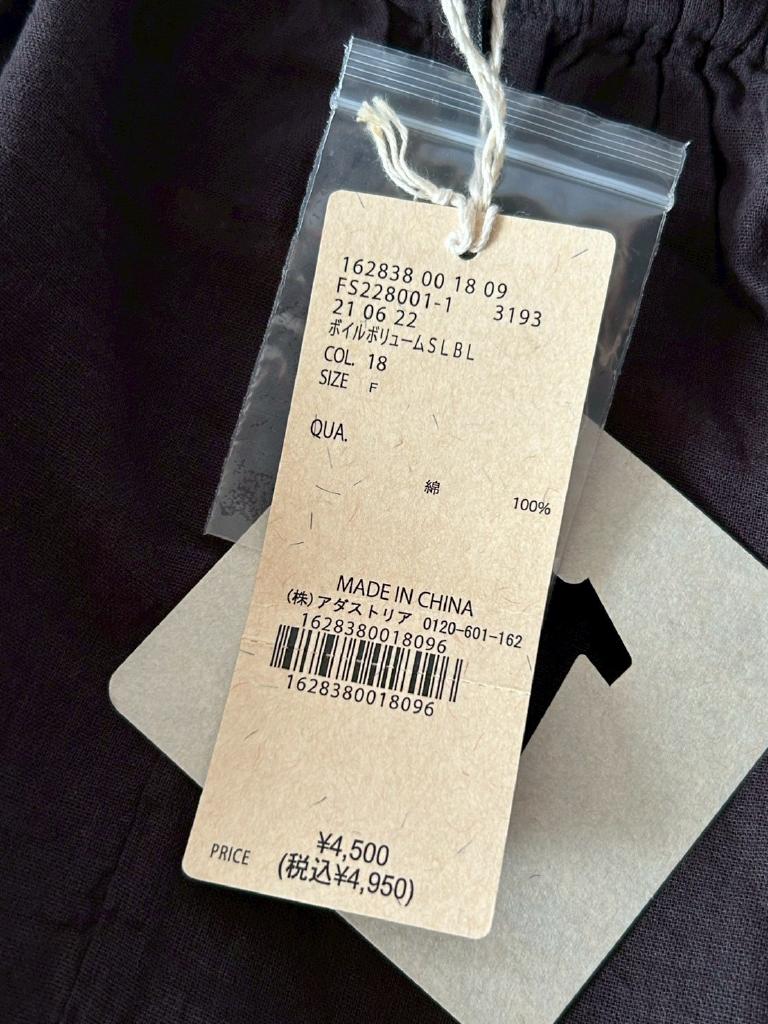 162838 00 18 09
FS228001-1 3193
21 06 22
ボイルボリュームSLBL
COL. 18
SIZE F
QUA.
綿 100%
MADE IN CHINA
(株)アダストリア 0120-601-162
1628380018096
1628380018096
PRICE ¥4,500
(税込¥4,950)